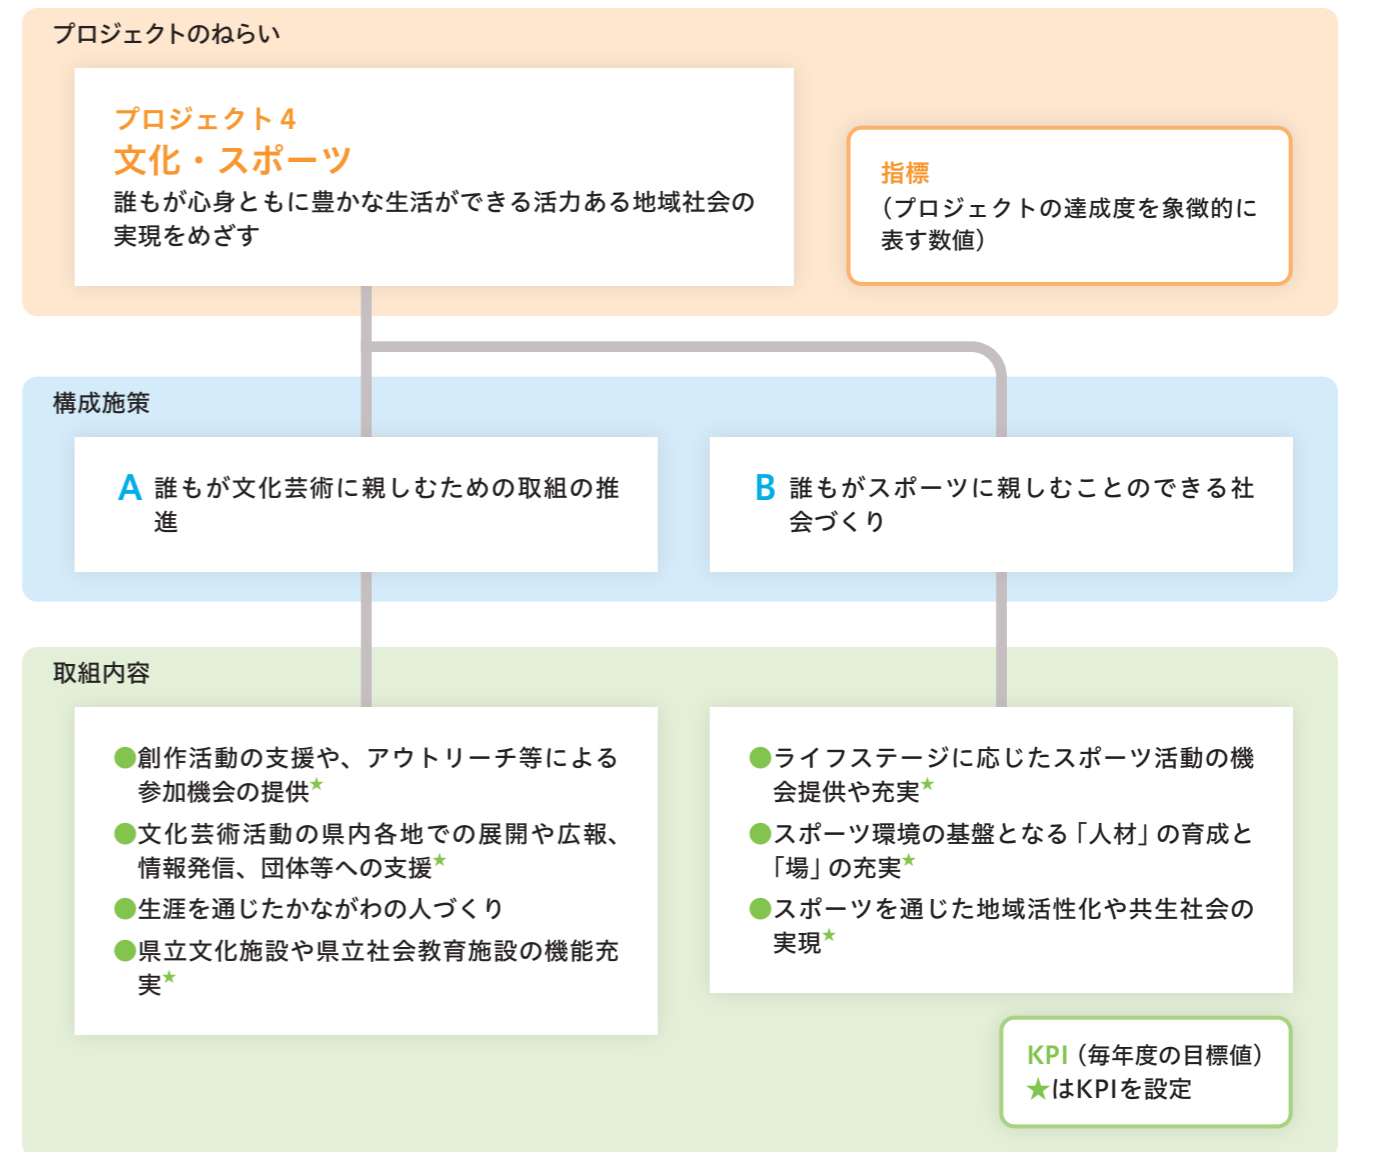 プロジェクトのねらい
プロジェクト4
文化・スポーツ
誰もが心身ともに豊かな生活ができる活力ある地域社会の
実現をめざす
指標
（プロジェクトの達成度を象徴的に
表す数値）
構成施策
A 誰もが文化芸術に親しむための取組の推
進
B 誰もがスポーツに親しむことのできる社
会づくり
取組内容
●創作活動の支援や、アウトリーチ等による
参加機会の提供★
●文化芸術活動の県内各地での展開や広報、
情報発信、団体等への支援★
●生涯を通じたかながわの人づくり
●県立文化施設や県立社会教育施設の機能充
実★
●ライフステージに応じたスポーツ活動の機
会提供や充実★
●スポーツ環境の基盤となる「人材」の育成と
「場」の充実★
●スポーツを通じた地域活性化や共生社会の
実現★
KPI（毎年度の目標値）
★はKPIを設定